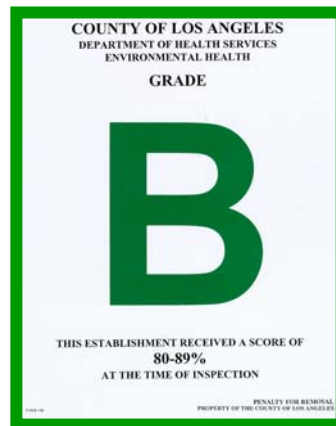 COUNTY OF LOS ANGELES
DEPARTMENT OF HEALTH SERVICES
ENVIRONMENTAL HEALTH
GRADE
B
THIS ESTABLISHMENT RECEIVED A SCORE OF
80-89%
AT THE TIME OF INSPECTION
PENALTY FOR REMOVAL
PROPERTY OF THE COUNTY OF LOS ANGELES